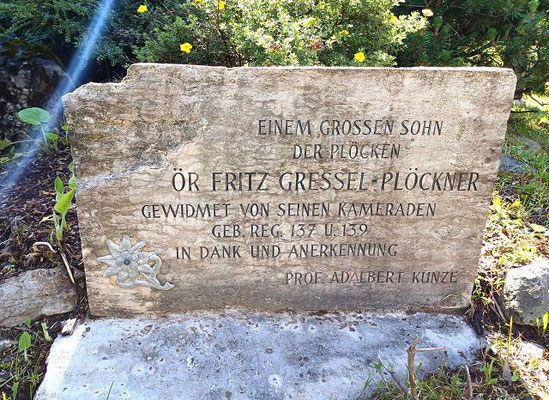 EINEM GROSSEN SOHN
DER PLÖCKEN
ÖR FRITZ GRESSEL-PLÖCKNER
GEWIDMET VON SEINEN KAMERADEN
GEB. REG. 137 U. 139
IN DANK UND ANERKENNUNG
PROF. ADALBERT KUNZE